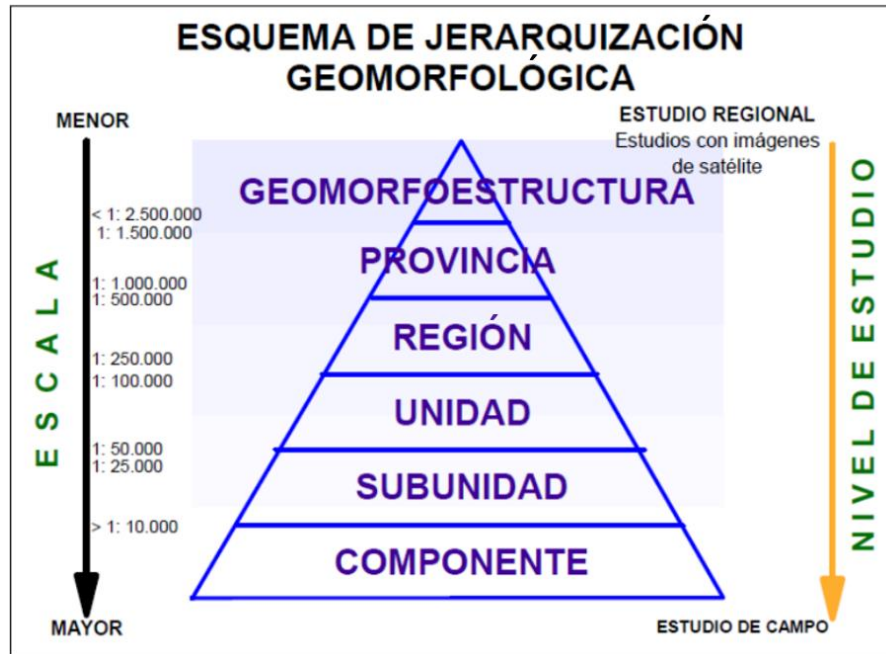 ESQUEMA DE JERARQUIZACIÓN
GEOMORFOLÓGICA
MENOR
ESTUDIO REGIONAL
Estudios con imágenes
de satélite
GEOMORFOESTRUCTURA
< 1: 2.500.000
1: 1.500.000
PROVINCIA
1: 1.000.000
1: 500.000
REGIÓN
1: 250.000
1: 100.000
UNIDAD
1: 50.000
1: 25.000
SUBUNIDAD
> 1: 10.000
COMPONENTE
MAYOR
ESTUDIO DE CAMPO
ESCALA
NIVEL DE ESTUDIO